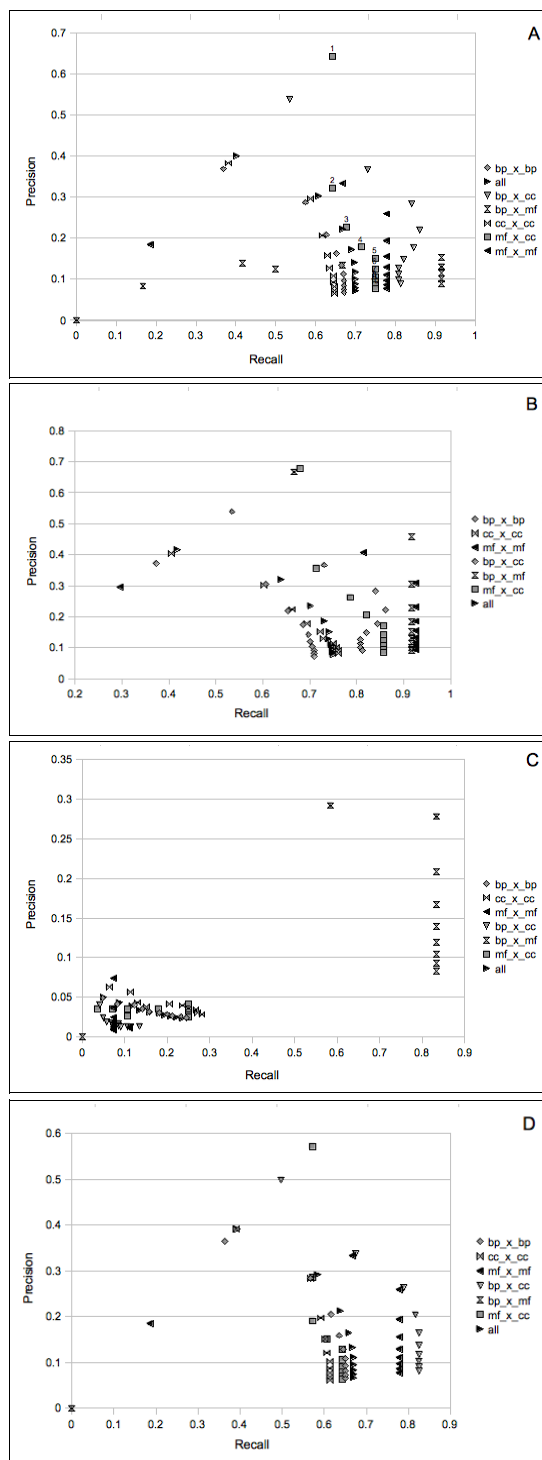 A
0.7
0.6
0.5
0.4
0.3
0.2
0.1
0
Precision
1
2
3
4
5
0 0.1 0.2 0.3 0.4 0.5 0.6 0.7 0.8 0.9 1
Recall
bp_x_bp
all
bp_x_cc
bp_x_mf
cc_x_cc
mf_x_cc
mf_x_mf
B
0.8
0.7
0.6
0.5
0.4
0.3
0.2
0.1
0
Precision
0.2 0.3 0.4 0.5 0.6 0.7 0.8 0.9 1
Recall
bp_x_bp
cc_x_cc
mf_x_mf
bp_x_cc
bp_x_mf
mf_x_cc
all
C
0.35
0.3
0.25
0.2
0.15
0.1
0.05
0
Precision
0 0.1 0.2 0.3 0.4 0.5 0.6 0.7 0.8 0.9
Recall
bp_x_bp
cc_x_cc
mf_x_mf
bp_x_cc
bp_x_mf
mf_x_cc
all
D
0.6
0.5
0.4
0.3
0.2
0.1
0
Precision
0 0.1 0.2 0.3 0.4 0.5 0.6 0.7 0.8 0.9
Recall
bp_x_bp
cc_x_cc
mf_x_mf
bp_x_cc
bp_x_mf
mf_x_cc
all